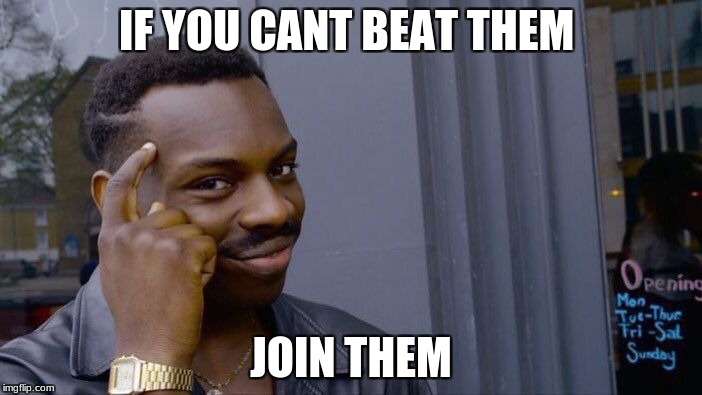 IF YOU CANT BEAT THEM
Opening
Mon
Tue-Thur
Fri-Sat
Sunday
JOIN THEM
imgflip.com